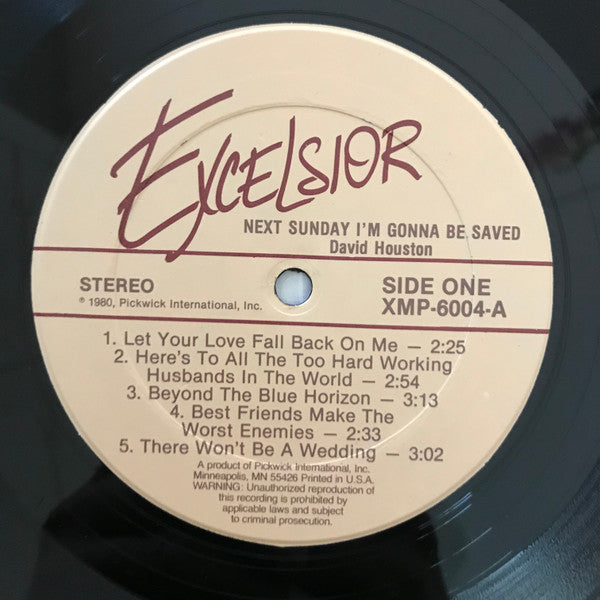 EXCELSIOR
NEXT SUNDAY I'M GONNA BE SAVED
David Houston
STEREO
℗ 1980, Pickwick International, Inc.
SIDE ONE
XMP-6004-A
1. Let Your Love Fall Back On Me – 2:25
2. Here's To All The Too Hard Working
Husbands In The World – 2:54
3. Beyond The Blue Horizon – 3:13
4. Best Friends Make The
Worst Enemies – 2:33
5. There Won't Be A Wedding – 3:02
A product of Pickwick International, Inc.
Minneapolis, MN 55426 Printed in U.S.A.
WARNING: Unauthorized reproduction of
this recording is prohibited by
applicable laws and subject
to criminal prosecution.